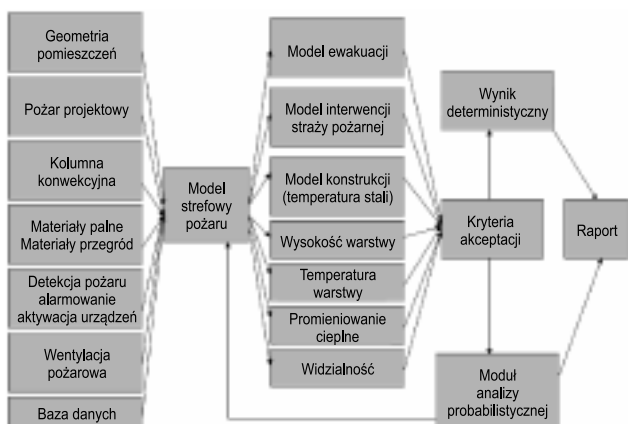 Geometria
pomieszczeń
Pożar projektowy
Kolumna
konwekcyjna
Materiały palne
Materiały przegród
Detekcja pożaru
alarmowanie
aktywacja urządzeń
Wentylacja
pożarowa
Baza danych
Model
strefowy
pożaru
Model ewakuacji
Model interwencji
straży pożarnej
Model konstrukcji
(temperatura stali)
Wysokość warstwy
Temperatura
warstwy
Promieniowanie
cieplne
Widzialność
Wynik
deterministyczny
Kryteria
akceptacji
Moduł
analizy
probabilistycznej
Raport